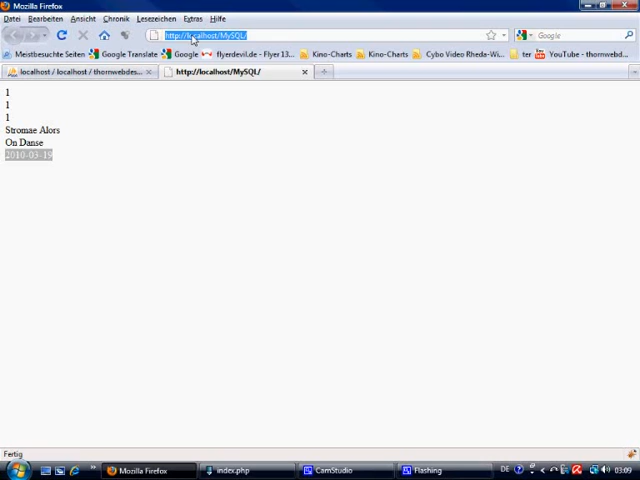 Mozilla Firefox
Datei Bearbeiten Ansicht Chronik Lesezeichen Extras Hilfe
http://localhost/MySQL/
Google
Meistbesuchte Seiten Google Translate Google flyerdevil.de - Flyer 13... Kino-Charts Kino-Charts Cybo Video Rheda-Wi... ter YouTube - thornwebd...
localhost / localhost / thornwebdes... http://localhost/MySQL/
1
1
1
Stromae Alors
On Danse
2010-03-19
Fertig
Mozilla Firefox index.php CamStudio Flashing DE 03:09